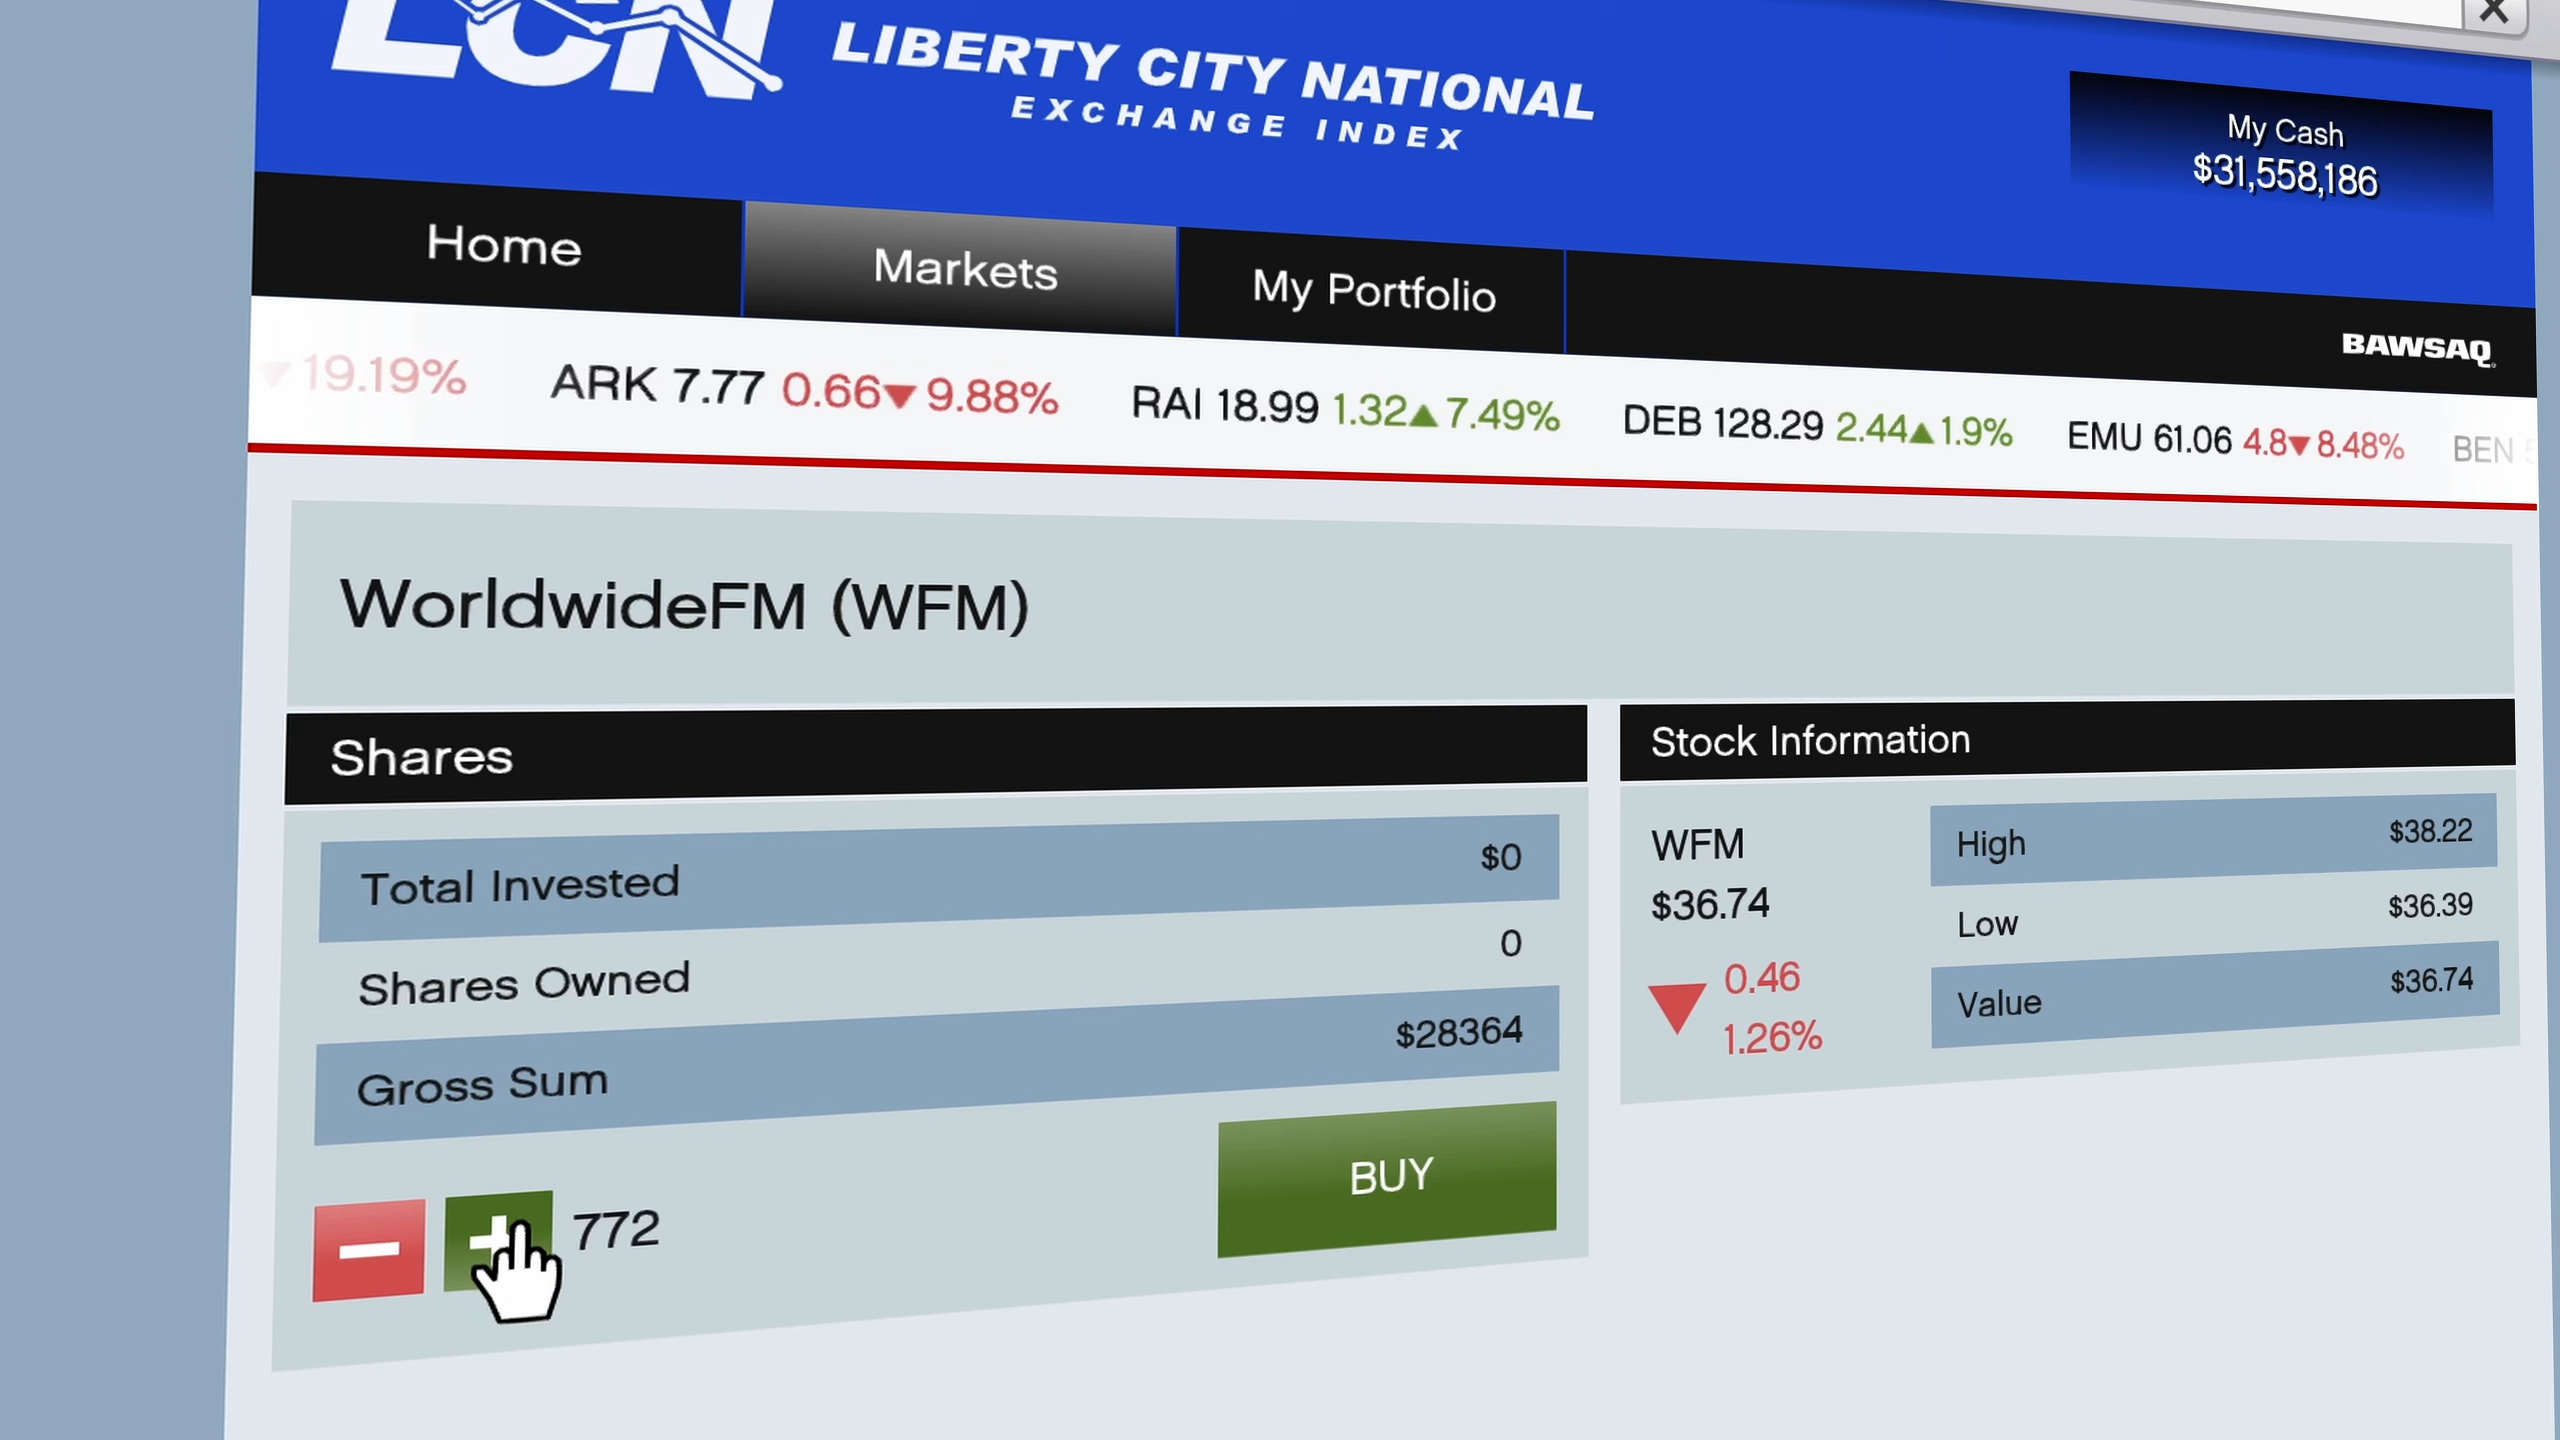 LCN
LIBERTY CITY NATIONAL
EXCHANGE INDEX
My Cash
$31,558,186
Home
Markets
My Portfolio
BAWSAQ
▼19.19% ARK 7.77 0.66▼9.88% RAI 18.99 1.32▲7.49% DEB 128.29 2.44▲1.9% EMU 61.06 4.8▼8.48% BEN
WorldwideFM (WFM)
Shares
Total Invested $0
Shares Owned 0
Gross Sum $28364
772
BUY
Stock Information
WFM
$36.74
▼ 0.46
1.26%
High $38.22
Low $36.39
Value $36.74